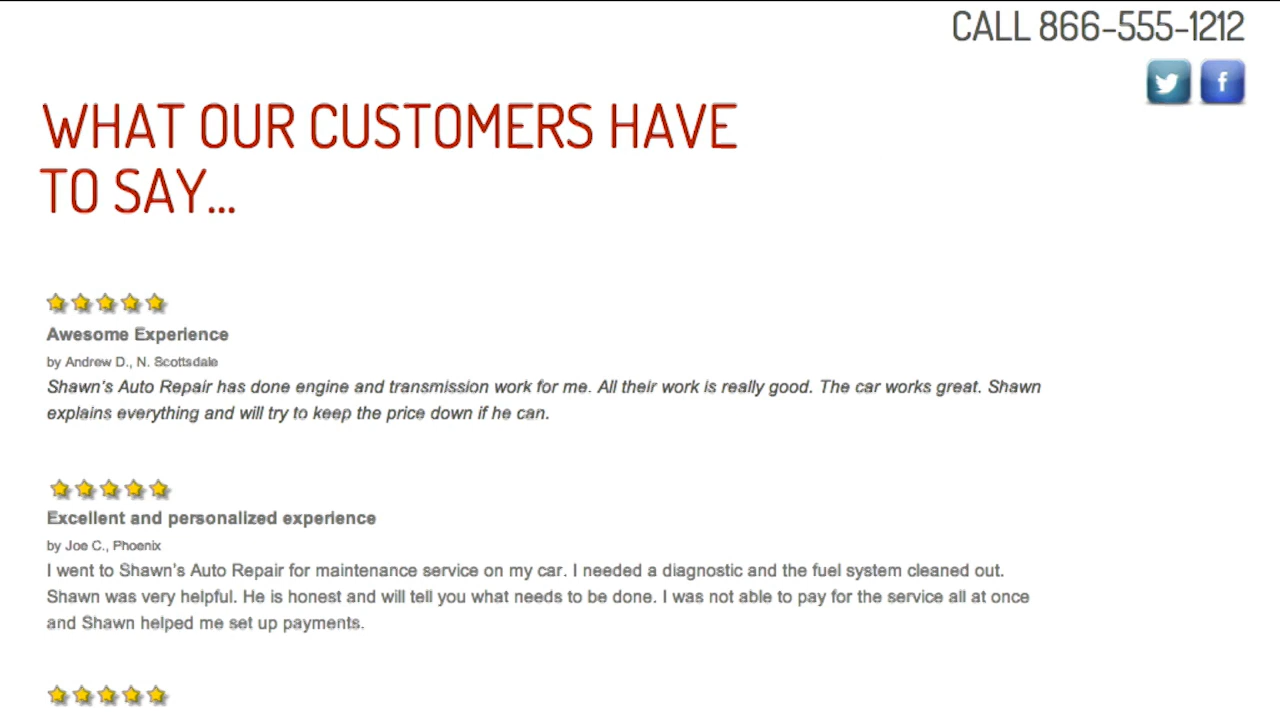 CALL 866-555-1212
WHAT OUR CUSTOMERS HAVE
TO SAY...
Awesome Experience
by Andrew D., N. Scottsdale
Shawn's Auto Repair has done engine and transmission work for me. All their work is really good. The car works great. Shawn
explains everything and will try to keep the price down if he can.
Excellent and personalized experience
by Joe C., Phoenix
I went to Shawn's Auto Repair for maintenance service on my car. I needed a diagnostic and the fuel system cleaned out.
Shawn was very helpful. He is honest and will tell you what needs to be done. I was not able to pay for the service all at once
and Shawn helped me set up payments.